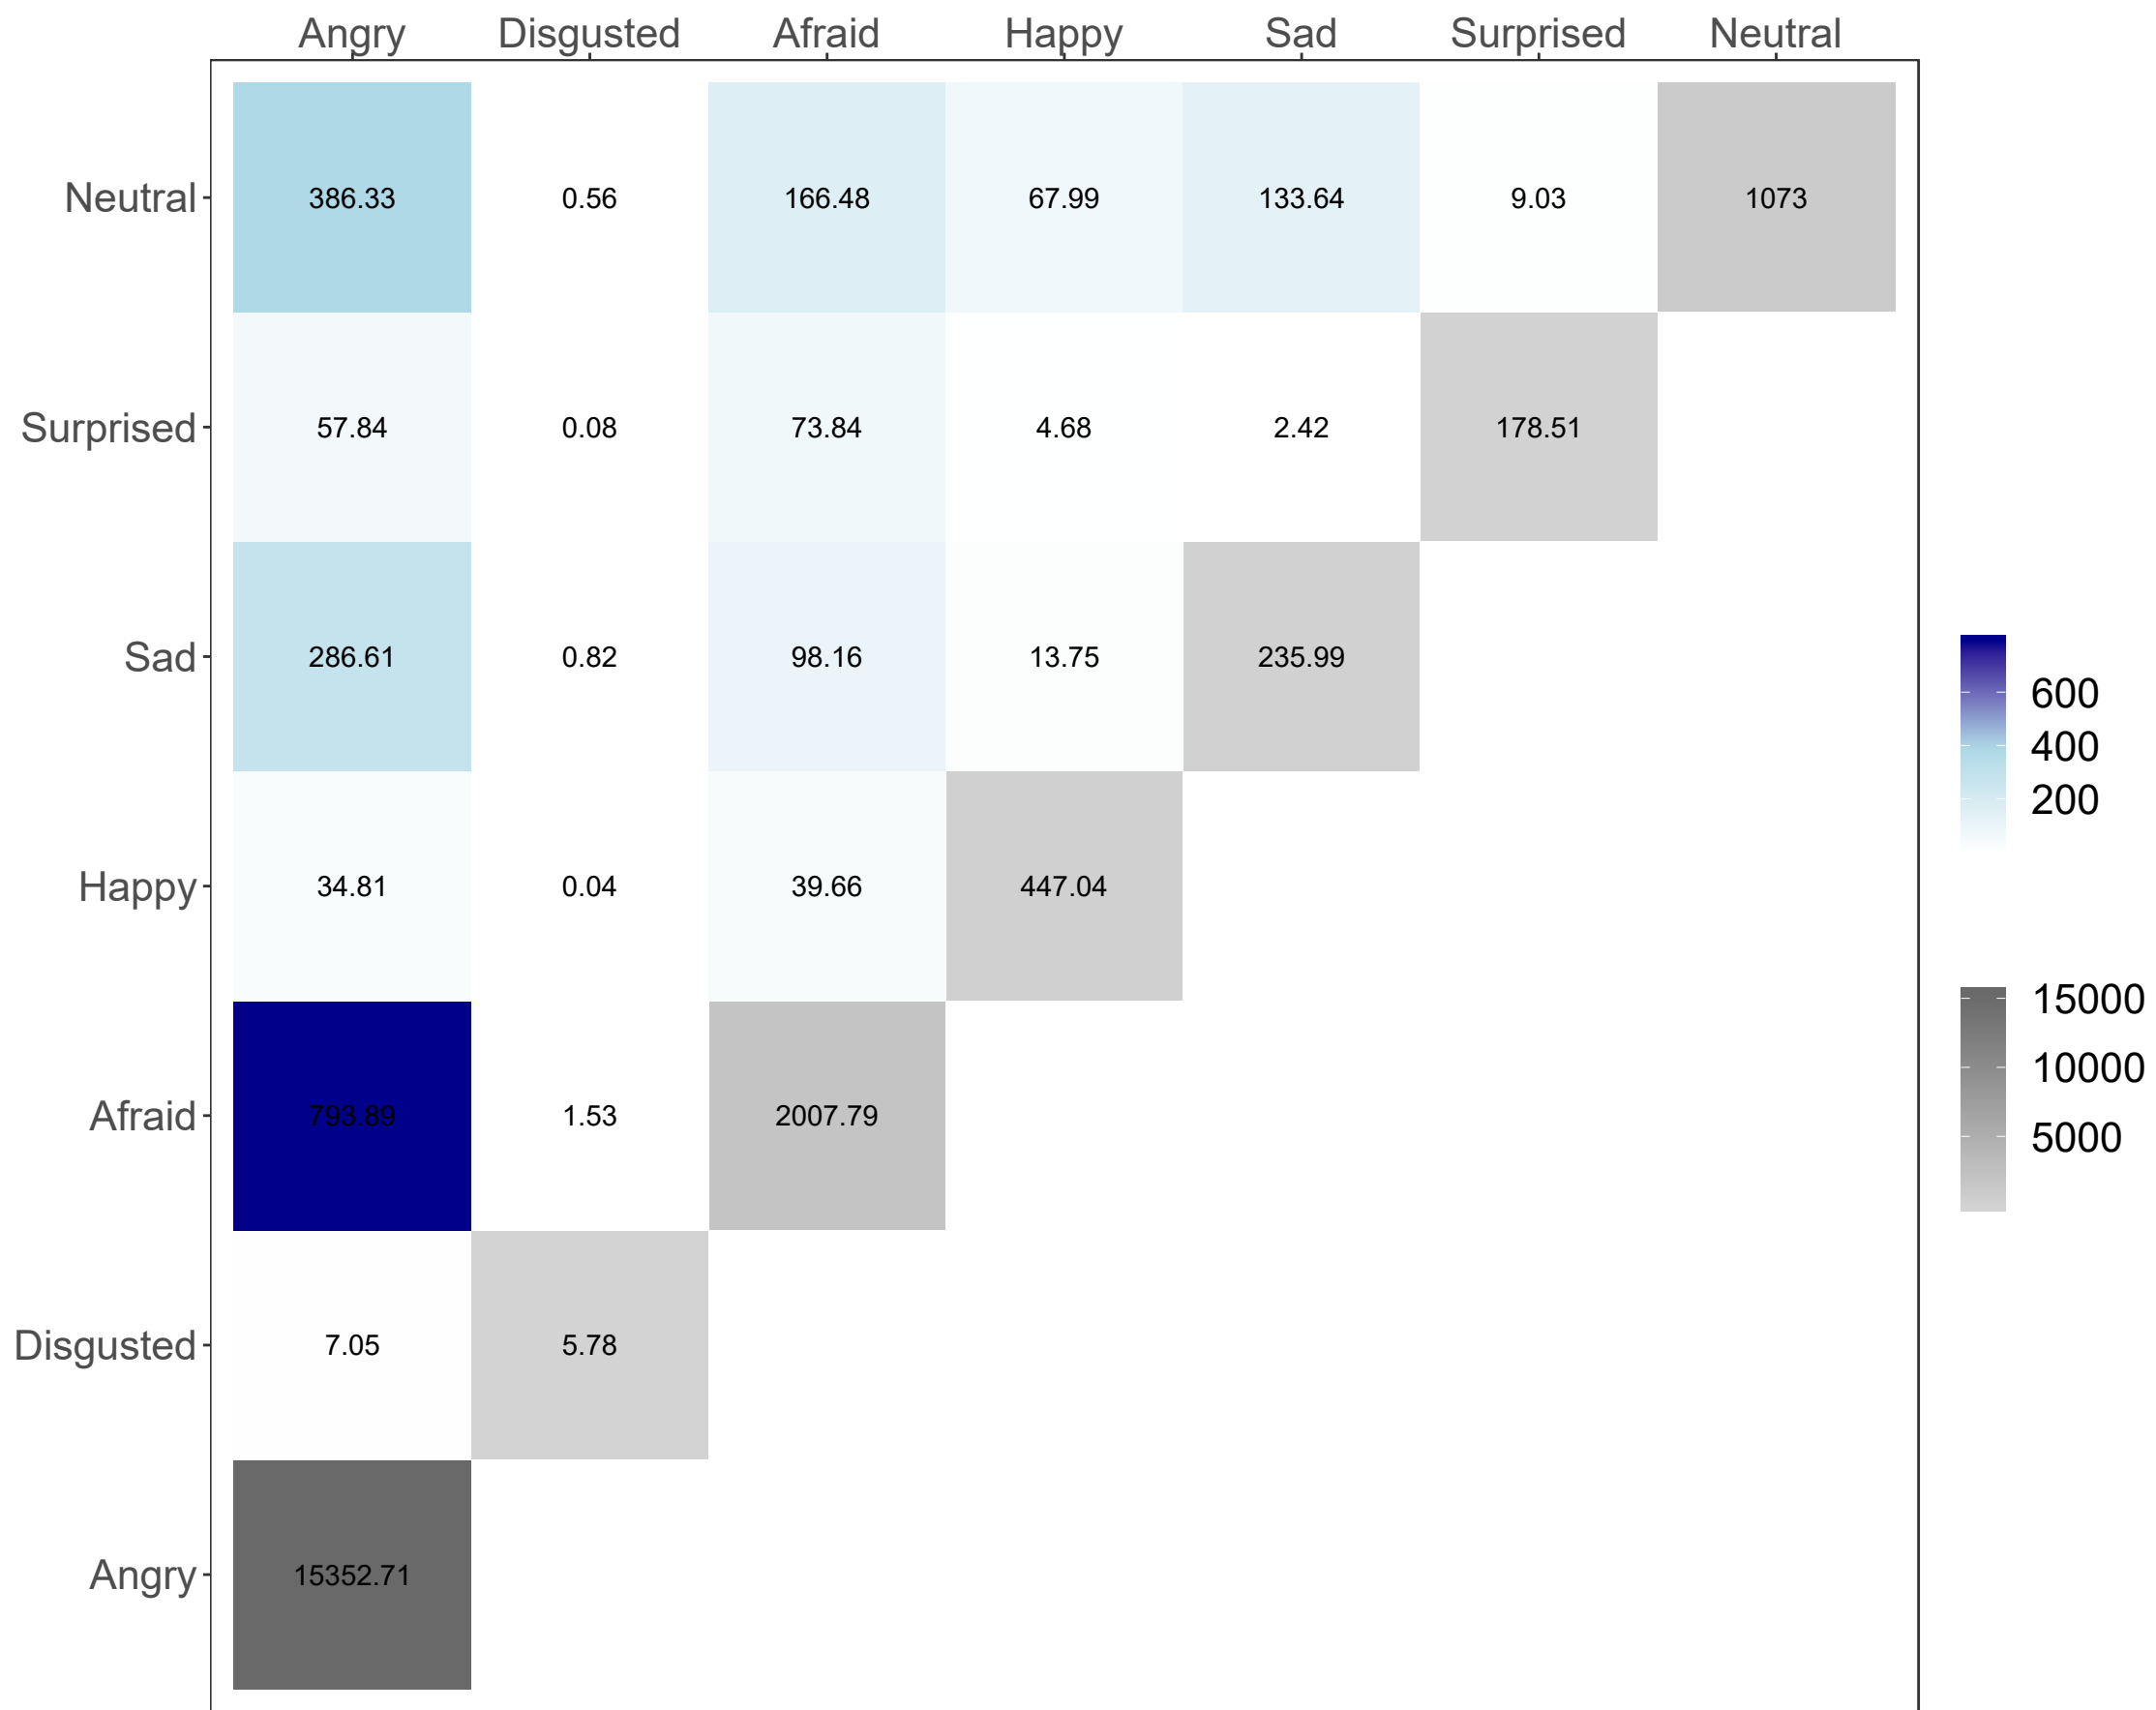 Angry Disgusted Afraid Happy Sad Surprised Neutral
Neutral 386.33 0.56 166.48 67.99 133.64 9.03 1073
Surprised 57.84 0.08 73.84 4.68 2.42 178.51
Sad 286.61 0.82 98.16 13.75 235.99
Happy 34.81 0.04 39.66 447.04
Afraid 793.89 1.53 2007.79
Disgusted 7.05 5.78
Angry 15352.71
600
400
200
15000
10000
5000